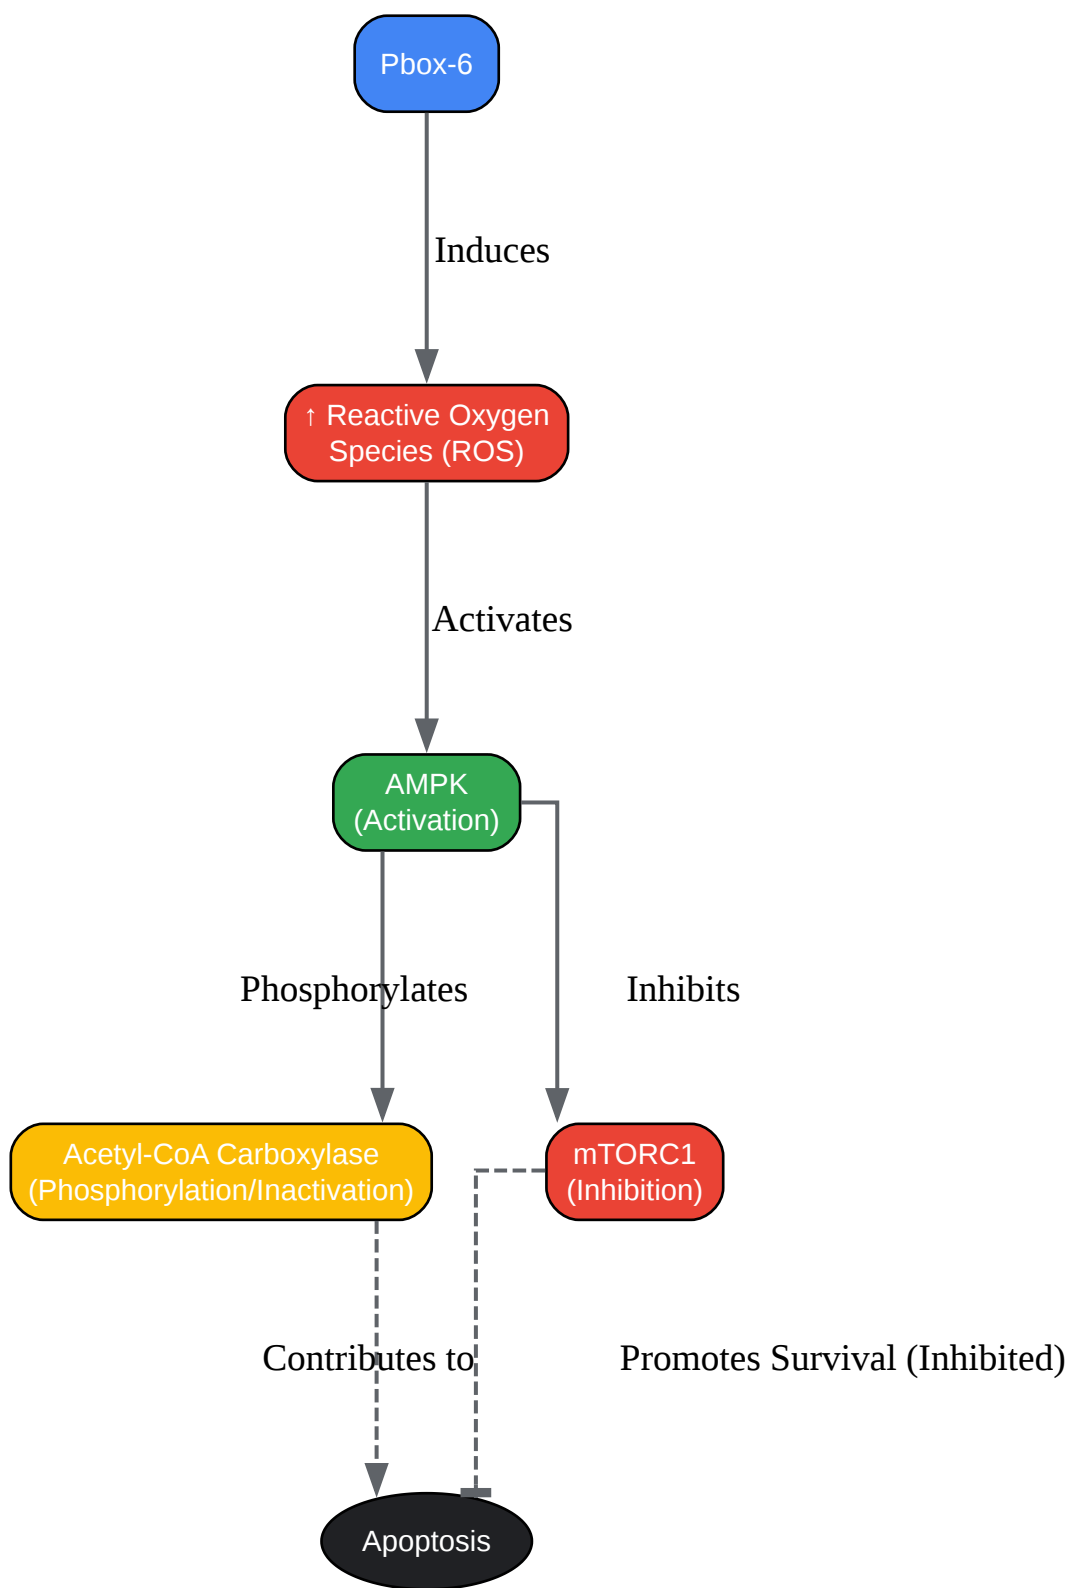 Pbox-6
Induces
↑ Reactive Oxygen
Species (ROS)
Activates
AMPK
(Activation)
Phosphorylates
Inhibits
Acetyl-CoA Carboxylase
(Phosphorylation/Inactivation)
mTORC1
(Inhibition)
Contributes to
Promotes Survival (Inhibited)
Apoptosis